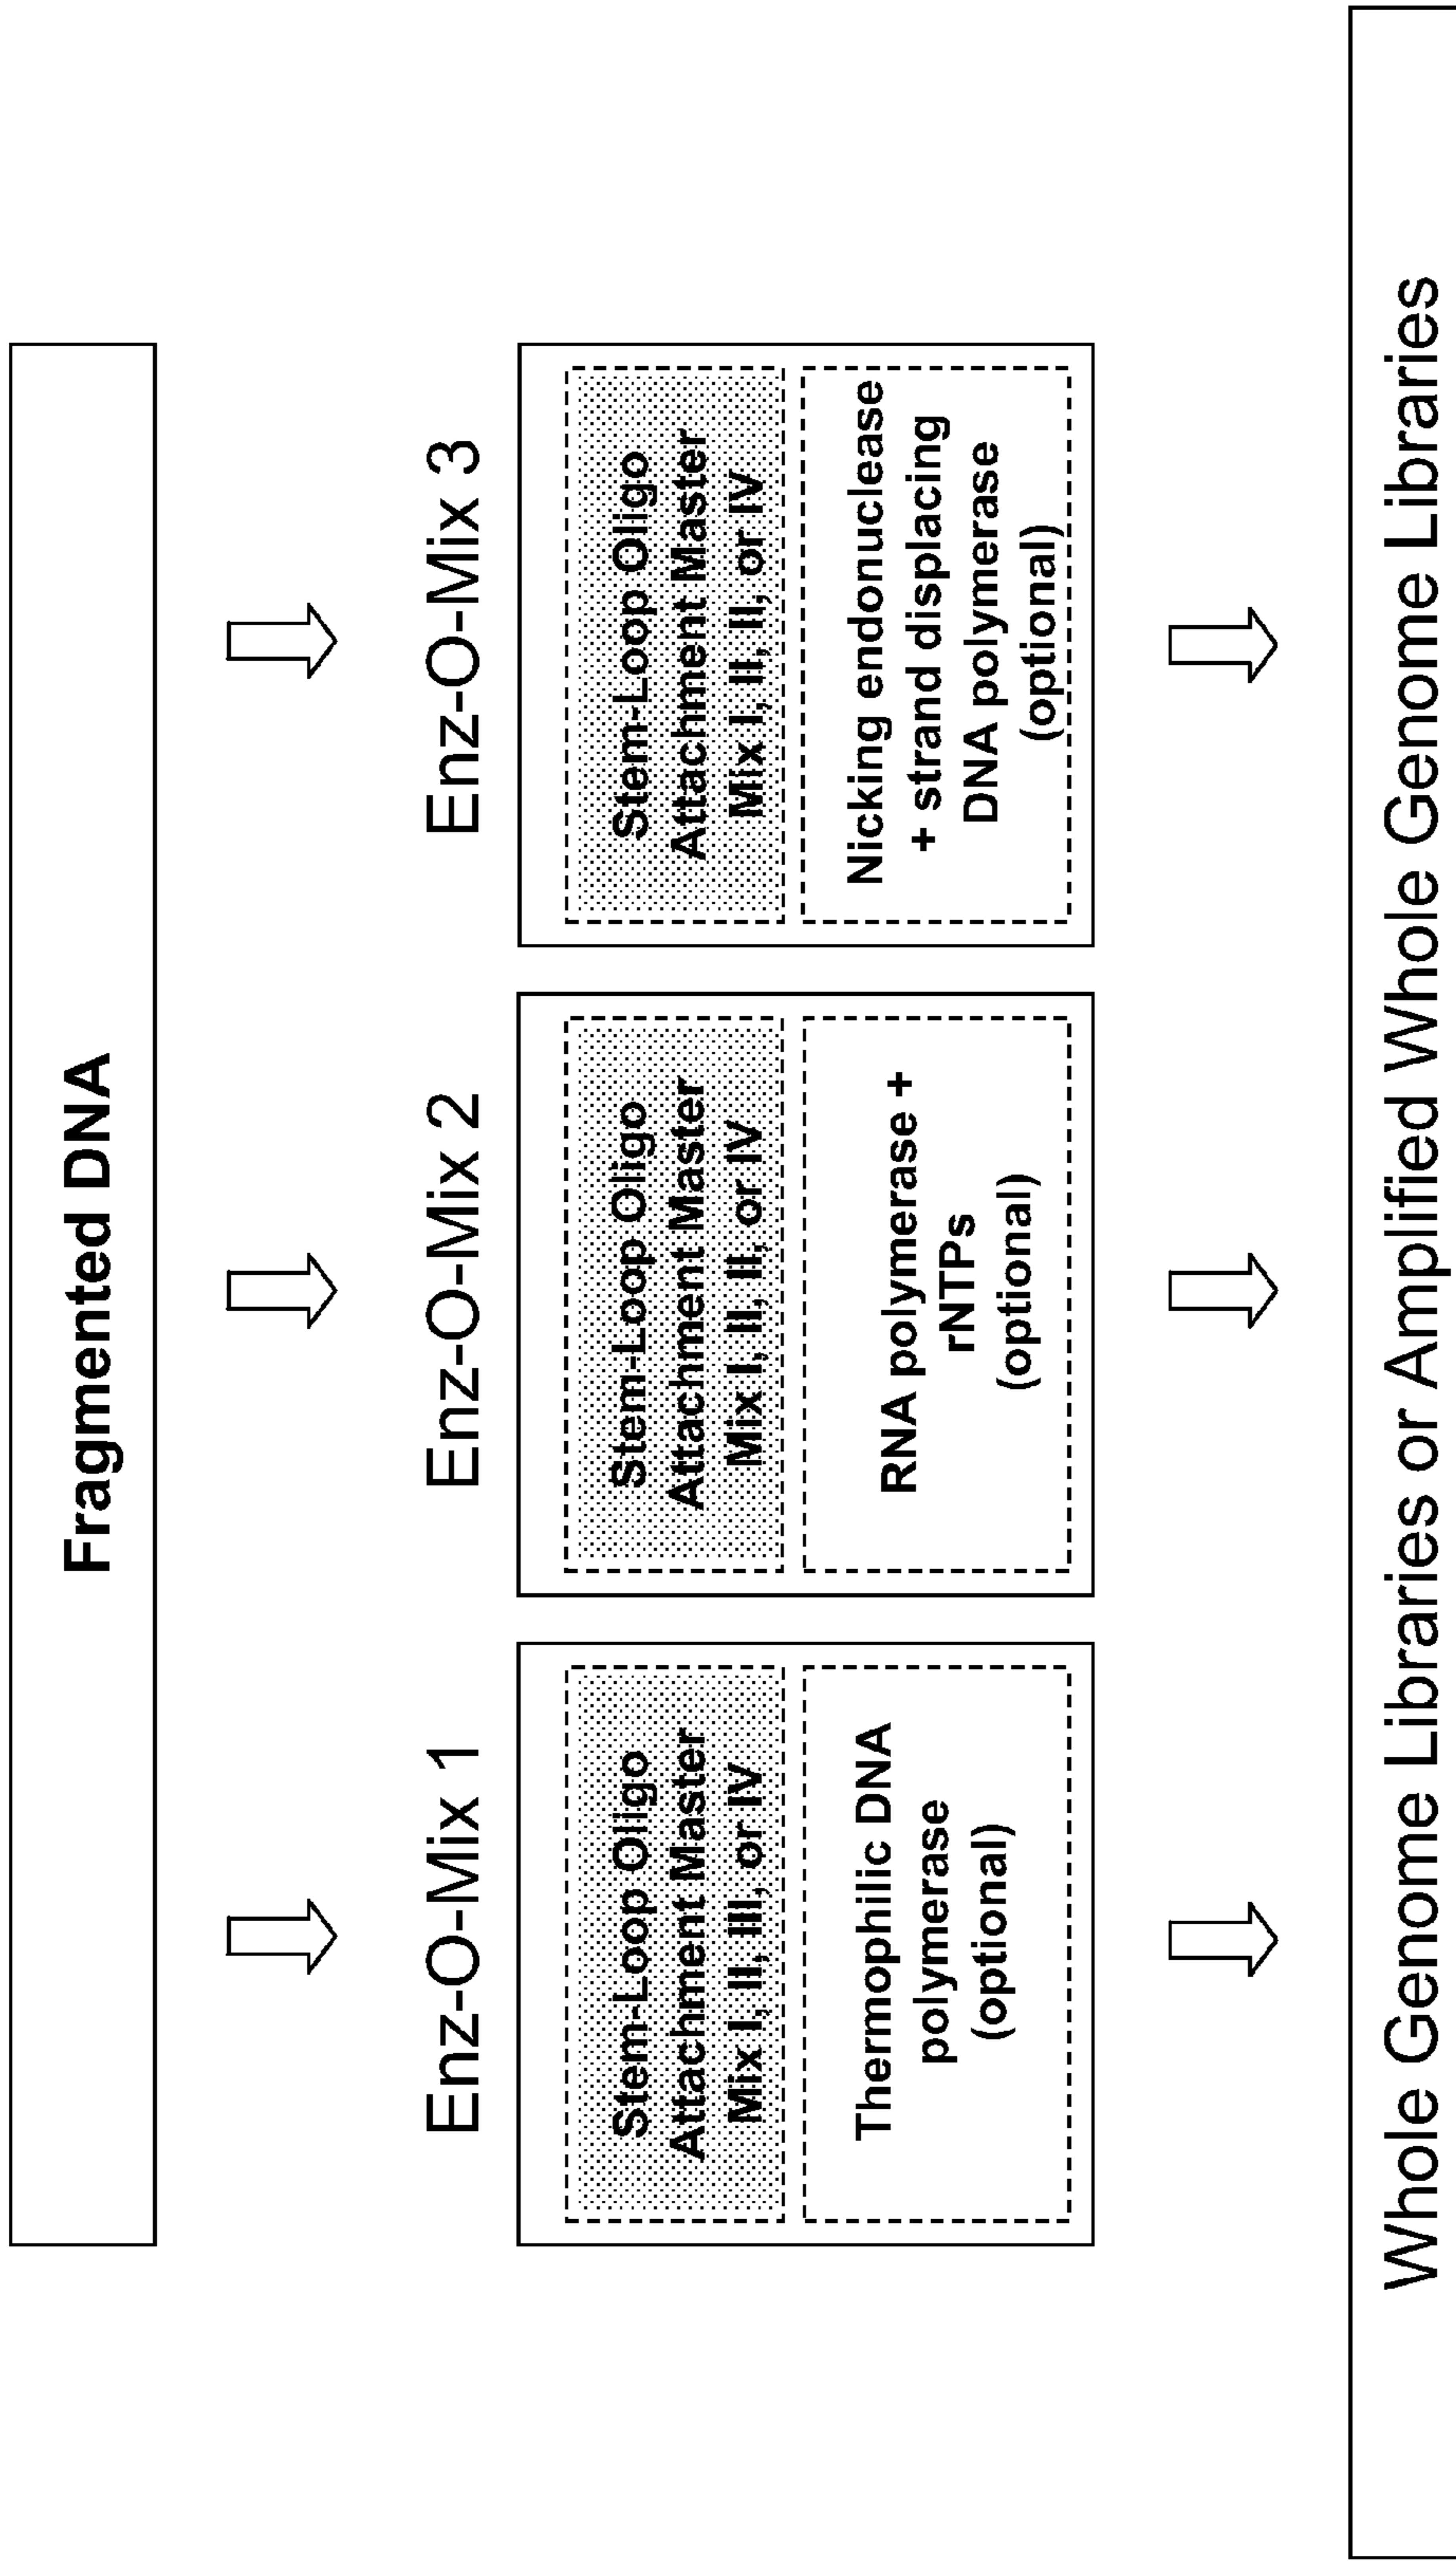 Fragmented DNA
Enz-O-Mix 1
Stem-Loop Oligo
Attachment Master
Mix I, II, III, or IV
Thermophilic DNA
polymerase
(optional)
Enz-O-Mix 2
Stem-Loop Oligo
Attachment Master
Mix I, II, II, or IV
RNA polymerase +
rNTPs
(optional)
Enz-O-Mix 3
Stem-Loop Oligo
Attachment Master
Mix I, II, II, or IV
Nicking endonuclease
+ strand displacing
DNA polymerase
(optional)
Whole Genome Libraries or Amplified Whole Genome Libraries